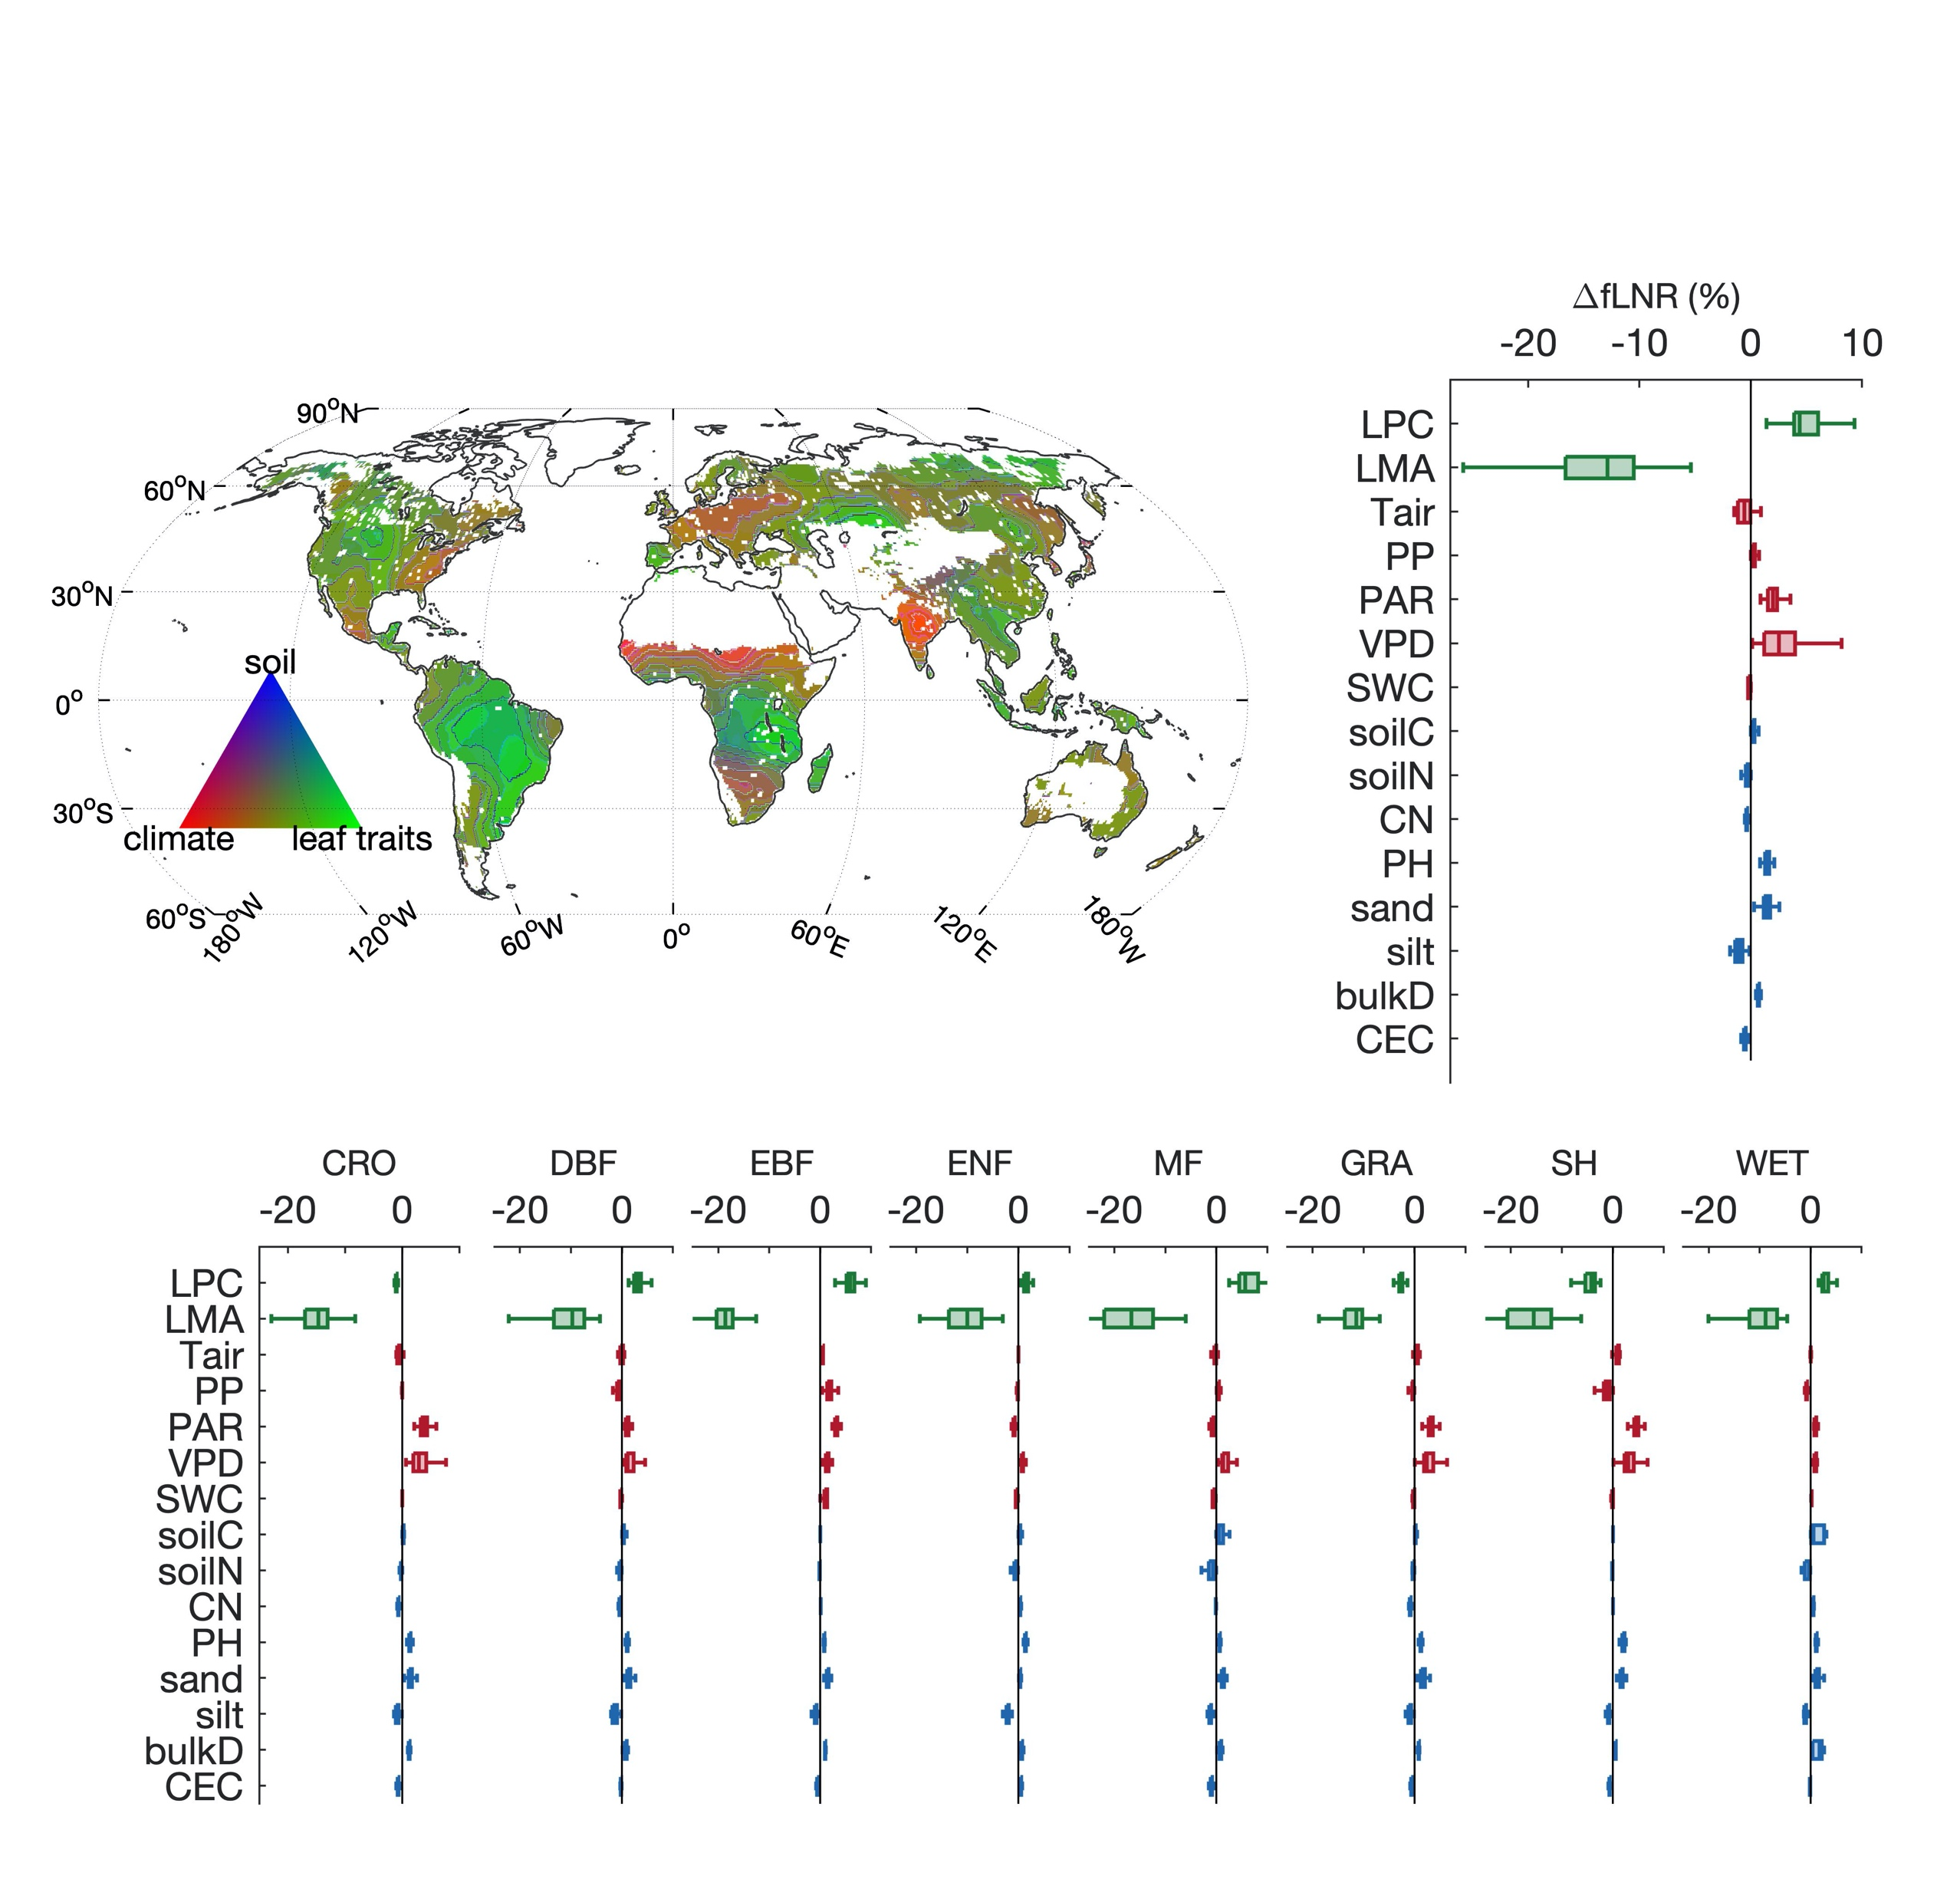 90°N
60°N
30°N
0°
30°S
60°S
180°W
120°W
60°W
0°
60°E
120°E
180°W
soil
climate
leaf traits
ΔfLNR (%)
-20 -10 0 10
LPC
LMA
Tair
PP
PAR
VPD
SWC
soilC
soilN
CN
PH
sand
silt
bulkD
CEC
CRO DBF EBF ENF MF GRA SH WET
-20 0 -20 0 -20 0 -20 0 -20 0 -20 0 -20 0 -20 0
LPC
LMA
Tair
PP
PAR
VPD
SWC
soilC
soilN
CN
PH
sand
silt
bulkD
CEC